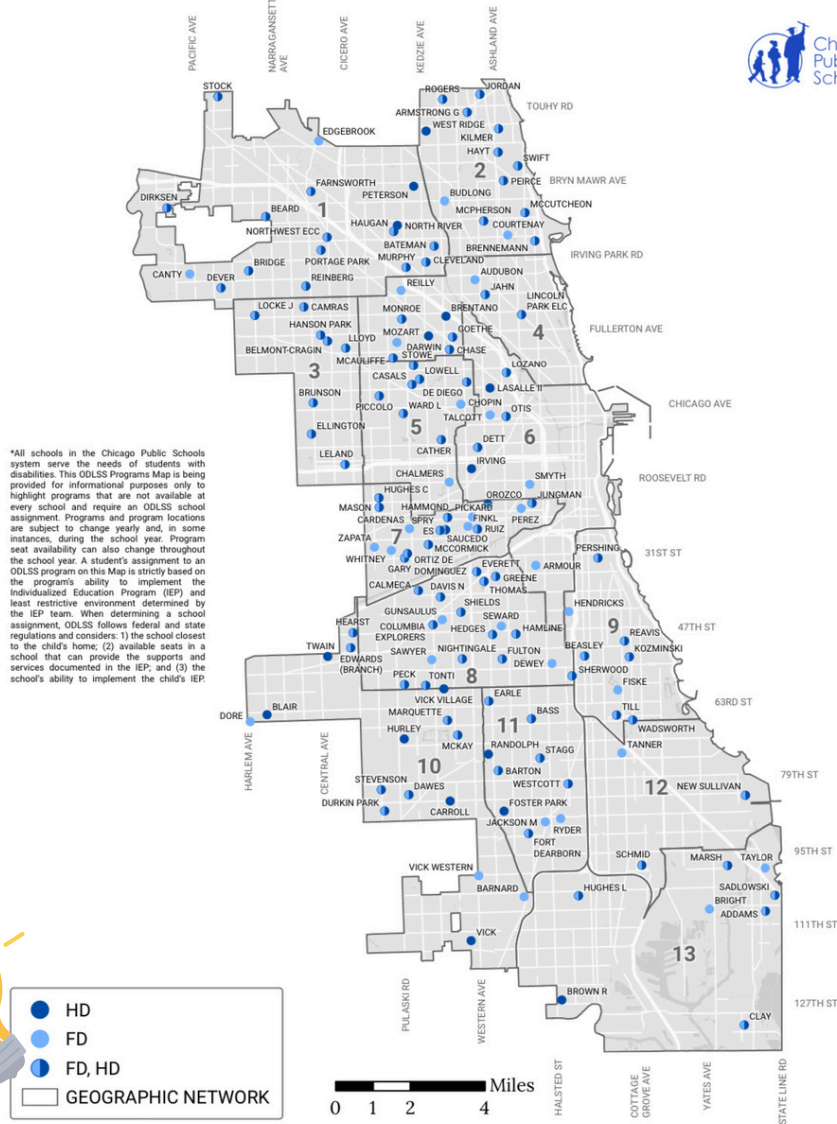 PACIFIC AVE
NARRAGANSETT
AVE
CICERO AVE
KEDZIE AVE
ASHLAND AVE
Ch
Pub
Sch
STOCK
ROGERS
JORDAN
TOUHY RD
ARMSTRONG G
EDGEBROOK
WEST RIDGE
KILMER
HAYT
SWIFT
2
FARNSWORTH
PEIRCE
BRYN MAWR AVE
PETERSON
DIRKSEN
BUDLONG
1
BEARD
MCPHERSON
MCCUTCHEON
HAUGAN
NORTH RIVER
COURTENAY
NORTHWEST ECC
BATEMAN
BRENNEMANN
PORTAGE PARK
MURPHY
CLEVELAND
IRVING PARK RD
CANTY
BRIDGE
DEVER
REINBERG
AUDUBON
REILLY
JAHN
LINCOLN
PARK ELC
LOCKE J
CAMRAS
MONROE
BRENTANO
HANSON PARK
MOZART
GOETHE
4
FULLERTON AVE
LLOYD
DARWIN
BELMONT-CRAGIN
CHASE
MCAULIFFE
STOWE
3
CASALS
LOWELL
LOZANO
LASALLE II
BRUNSON
DE DIEGO
PICCOLO
WARD L
CHOPIN
OTIS
CHICAGO AVE
TALCOTT
ELLINGTON
5
6
CATHER
DETT
LELAND
IRVING
CHALMERS
SMYTH
ROOSEVELT RD
HUGHES C
OROZCO
JUNGMAN
MASON
HAMMOND
PICKARD
CARDENAS
SPRY
FINKL
PEREZ
7
ES
RUIZ
ZAPATA
SAUCEDO
WHITNEY
MCCORMICK
PERSHING
31ST ST
GARY
ORTIZ DE
DOMINGUEZ
EVERETT
ARMOUR
CALMECA
DAVIS N
GREENE
THOMAS
GUNSAULUS
SHIELDS
HENDRICKS
HEARST
COLUMBIA
EXPLORERS
SEWARD
9
HEDGES
HAMLINE
REAVIS
47TH ST
TWAIN
EDWARDS
(BRANCH)
SAWYER
NIGHTINGALE
FULTON
BEASLEY
KOZMINSKI
DEWEY
SHERWOOD
8
PECK
TONTI
FISKE
VICK VILLAGE
EARLE
63RD ST
DORE
BLAIR
MARQUETTE
11
BASS
TILL
WADSWORTH
HURLEY
MCKAY
RANDOLPH
STAGG
TANNER
10
BARTON
HARLEM AVE
CENTRAL AVE
STEVENSON
DAWES
WESTCOTT
12
NEW SULLIVAN
79TH ST
DURKIN PARK
CARROLL
FOSTER PARK
JACKSON M
RYDER
FORT
DEARBORN
95TH ST
VICK WESTERN
SCHMID
MARSH
TAYLOR
BARNARD
HUGHES L
SADLOWSKI
BRIGHT
ADDAMS
111TH ST
VICK
13
BROWN R
127TH ST
CLAY
PULASKI RD
WESTERN AVE
HALSTED ST
COTTAGE
GROVE AVE
YATES AVE
STATE LINE RD
*All schools in the Chicago Public Schools
system serve the needs of students with
disabilities. This ODLSS Programs Map is being
provided for informational purposes only to
highlight programs that are not available at
every school and require an ODLSS school
assignment. Programs and program locations
are subject to change yearly and, in some
instances, during the school year. Program
seat availability can also change throughout
the school year. A student's assignment to an
ODLSS program on this Map is strictly based on
the program's ability to implement the
Individualized Education Program (IEP) and
least restrictive environment determined by
the IEP team. When determining a school
assignment, ODLSS follows federal and state
regulations and considers: 1) the school closest
to the child's home; (2) available seats in a
school that can provide the supports and
services documented in the IEP; and (3) the
school's ability to implement the child's IEP.
HD
FD
FD, HD
GEOGRAPHIC NETWORK
Miles
0 1 2 4